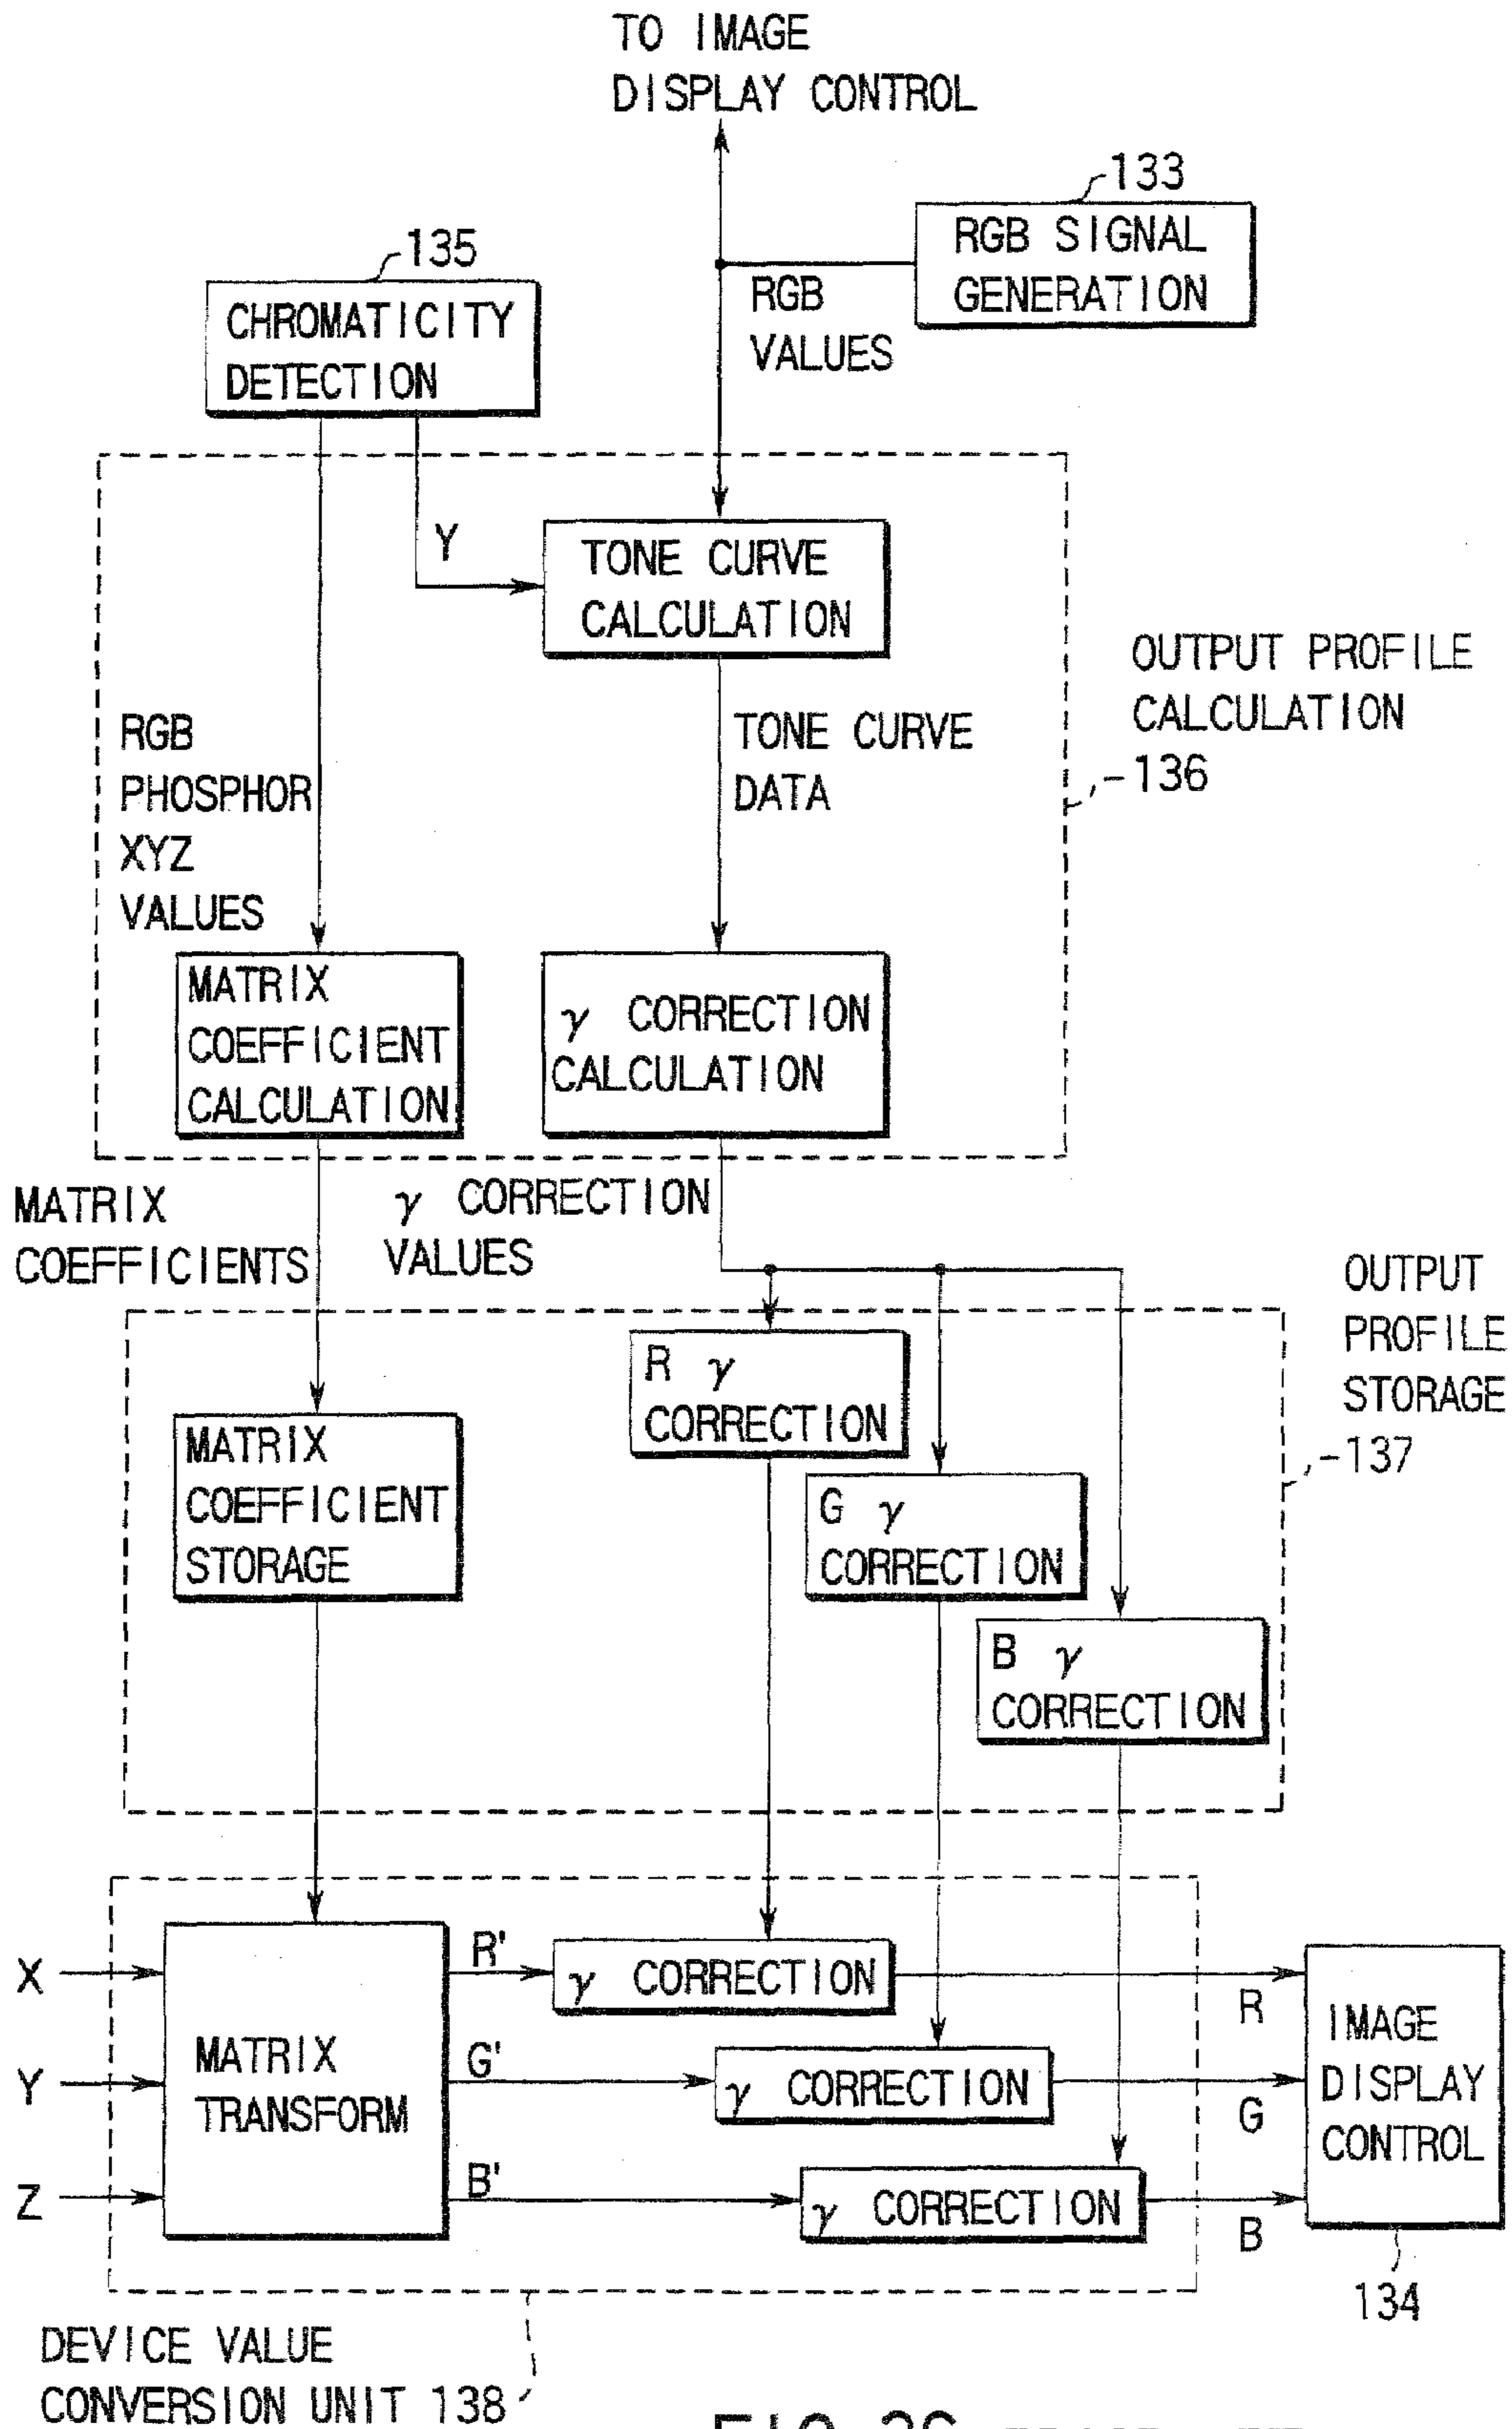 TO IMAGE
DISPLAY CONTROL
133
RGB SIGNAL
GENERATION
135
CHROMATICITY
DETECTION
RGB
VALUES
Y
TONE CURVE
CALCULATION
OUTPUT PROFILE
CALCULATION
136
RGB
PHOSPHOR
XYZ
VALUES
TONE CURVE
DATA
MATRIX
COEFFICIENT
CALCULATION
γ CORRECTION
CALCULATION
MATRIX
COEFFICIENTS
γ CORRECTION
VALUES
OUTPUT
PROFILE
STORAGE
137
R γ
CORRECTION
MATRIX
COEFFICIENT
STORAGE
G γ
CORRECTION
B γ
CORRECTION
X
Y
Z
MATRIX
TRANSFORM
R'
G'
B'
γ CORRECTION
γ CORRECTION
γ CORRECTION
R
G
B
IMAGE
DISPLAY
CONTROL
134
DEVICE VALUE
CONVERSION UNIT 138